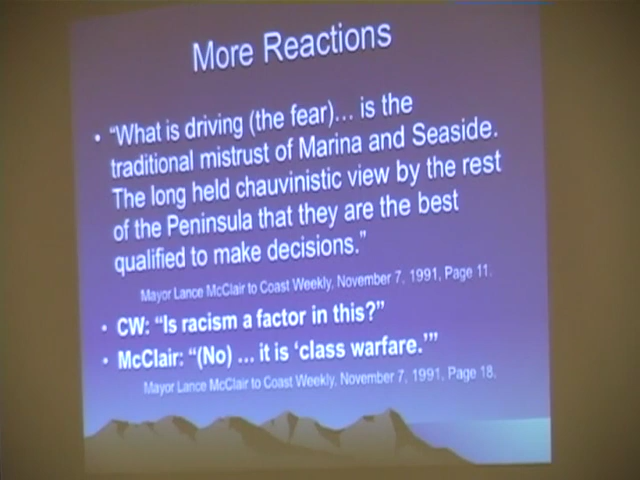 More Reactions
• "What is driving (the fear)... is the
traditional mistrust of Marina and Seaside.
The long held chauvinistic view by the rest
of the Peninsula that they are the best
qualified to make decisions."
Mayor Lance McClair to Coast Weekly, November 7, 1991, Page 11.
• CW: "Is racism a factor in this?"
• McClair: "(No) ... it is 'class warfare.'"
Mayor Lance McClair to Coast Weekly, November 7, 1991, Page 18.